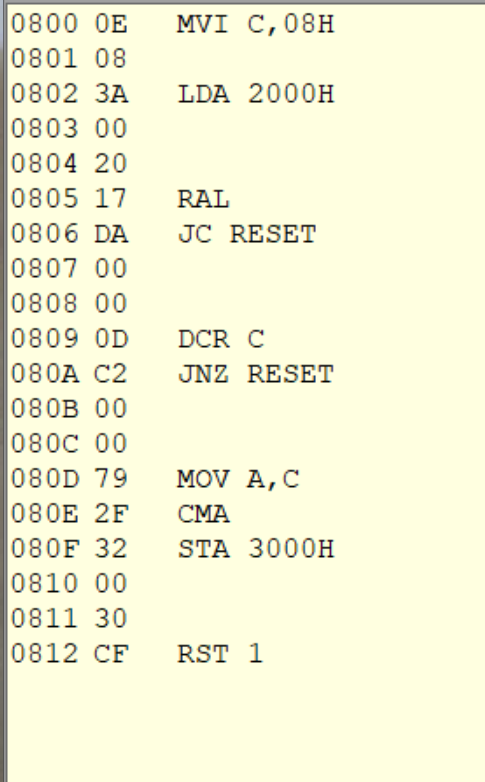 0800 0E MVI C,08H
0801 08
0802 3A LDA 2000H
0803 00
0804 20
0805 17 RAL
0806 DA JC RESET
0807 00
0808 00
0809 0D DCR C
080A C2 JNZ RESET
080B 00
080C 00
080D 79 MOV A,C
080E 2F CMA
080F 32 STA 3000H
0810 00
0811 30
0812 CF RST 1